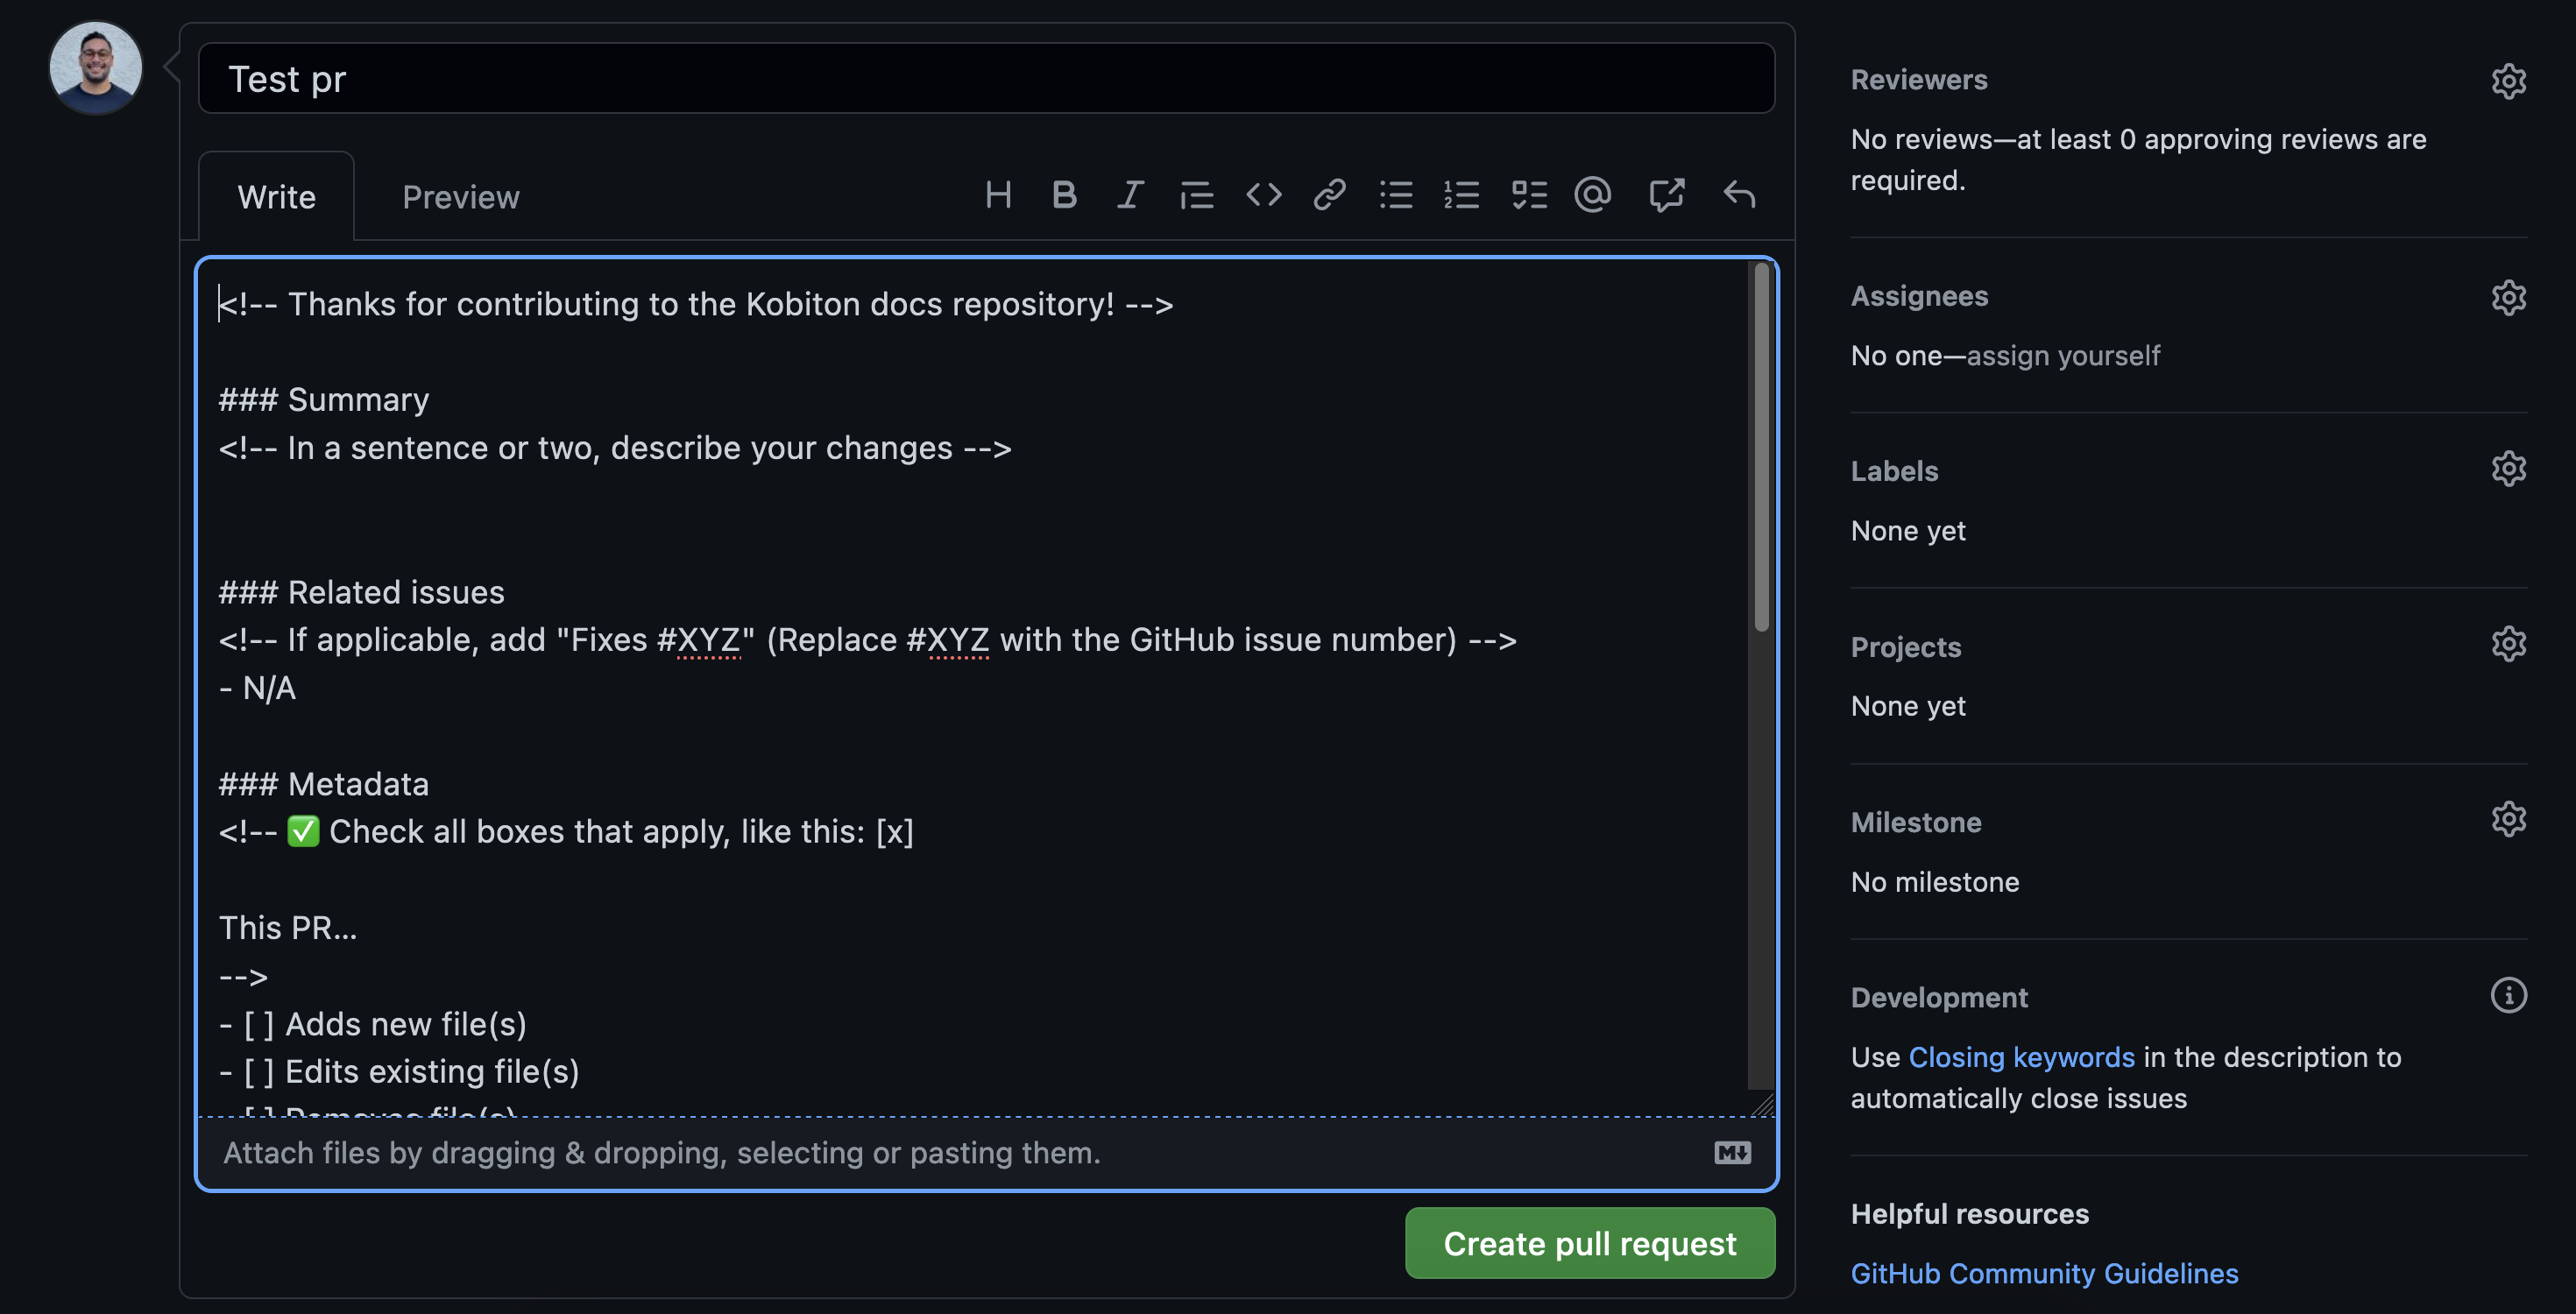 Test pr
Write Preview
<!-- Thanks for contributing to the Kobiton docs repository! -->
### Summary
<!-- In a sentence or two, describe your changes -->
### Related issues
<!-- If applicable, add "Fixes #XYZ" (Replace #XYZ with the GitHub issue number) -->
- N/A
### Metadata
<!-- ✅ Check all boxes that apply, like this: [x]
This PR...
-->
- [ ] Adds new file(s)
- [ ] Edits existing file(s)
- [ ] Removes file(s)
Attach files by dragging & dropping, selecting or pasting them.
Create pull request
Reviewers
No reviews—at least 0 approving reviews are
required.
Assignees
No one—assign yourself
Labels
None yet
Projects
None yet
Milestone
No milestone
Development
Use Closing keywords in the description to
automatically close issues
Helpful resources
GitHub Community Guidelines